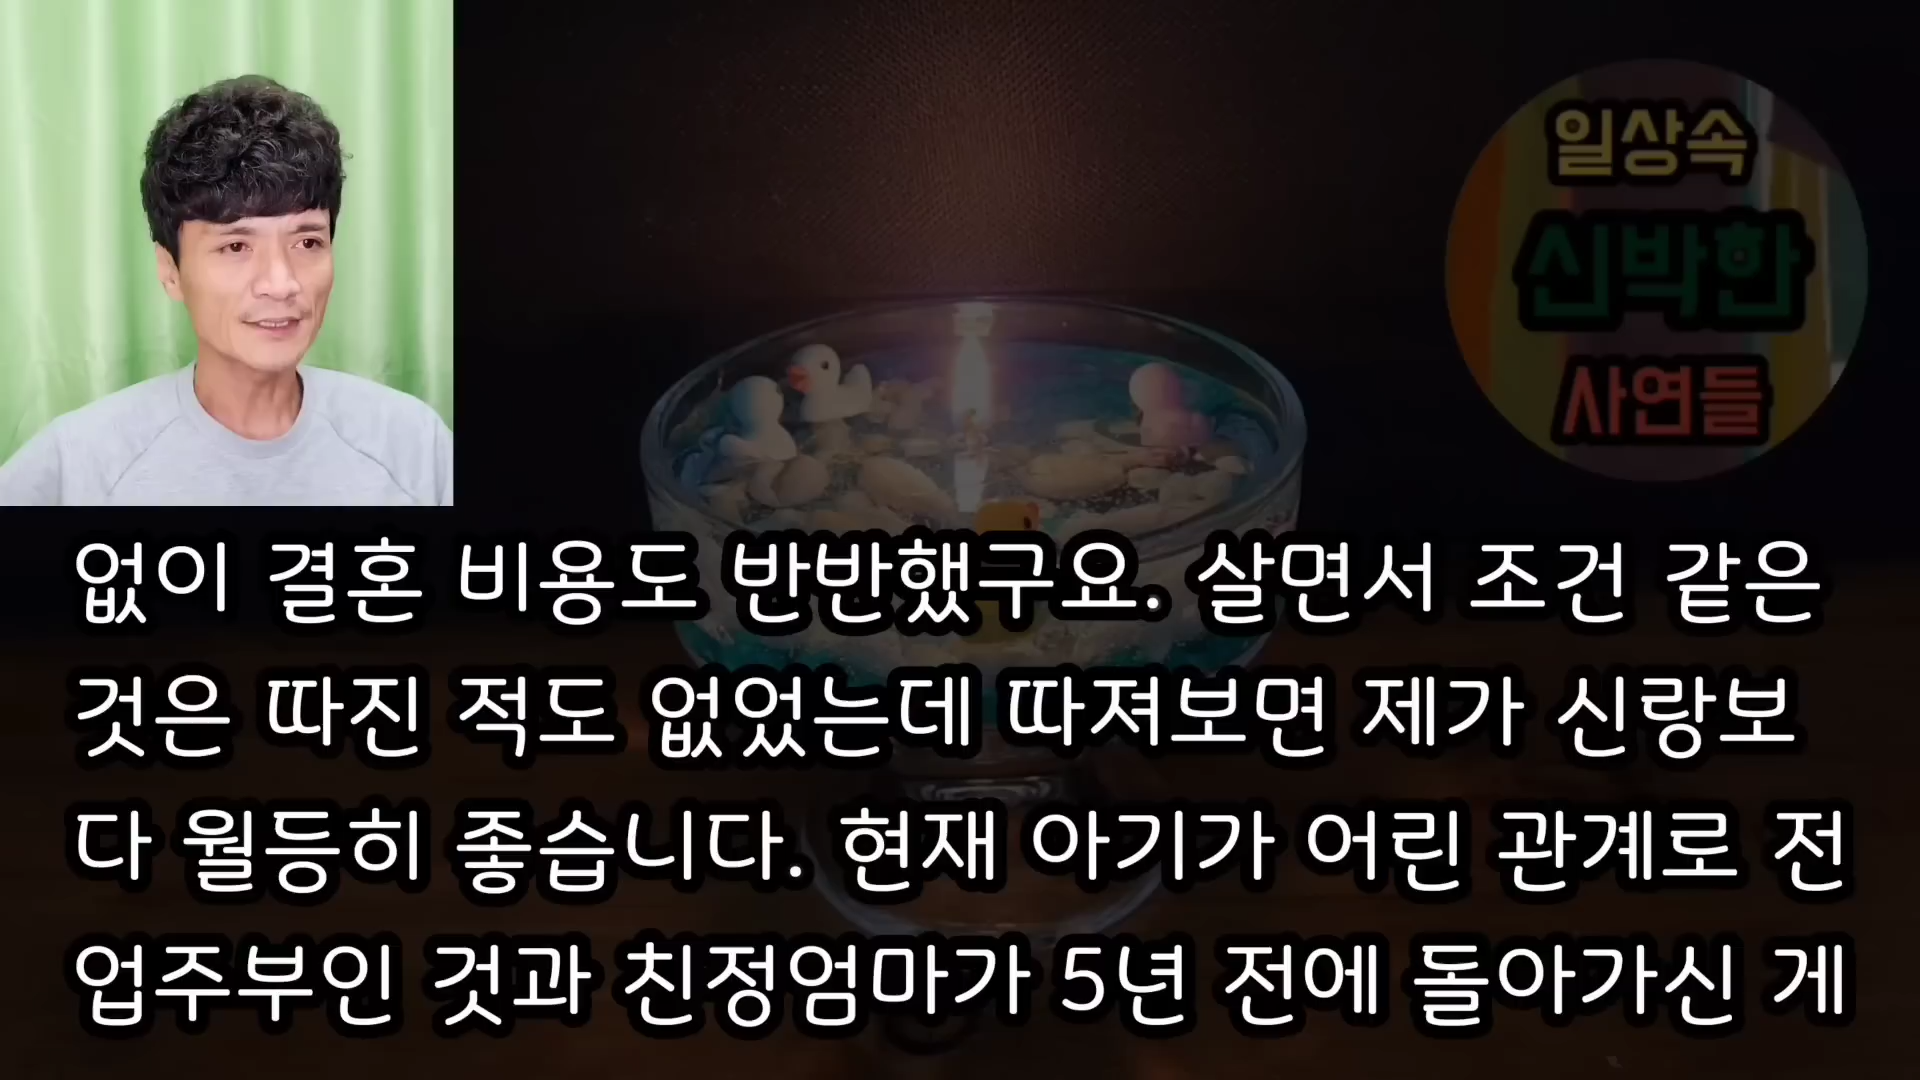 일상속
신박한
사연들
없이 결혼 비용도 반반했구요. 살면서 조건 같은
것은 따진 적도 없었는데 따져보면 제가 신랑보
다 월등히 좋습니다. 현재 아기가 어린 관계로 전
업주부인 것과 친정엄마가 5년 전에 돌아가신 게